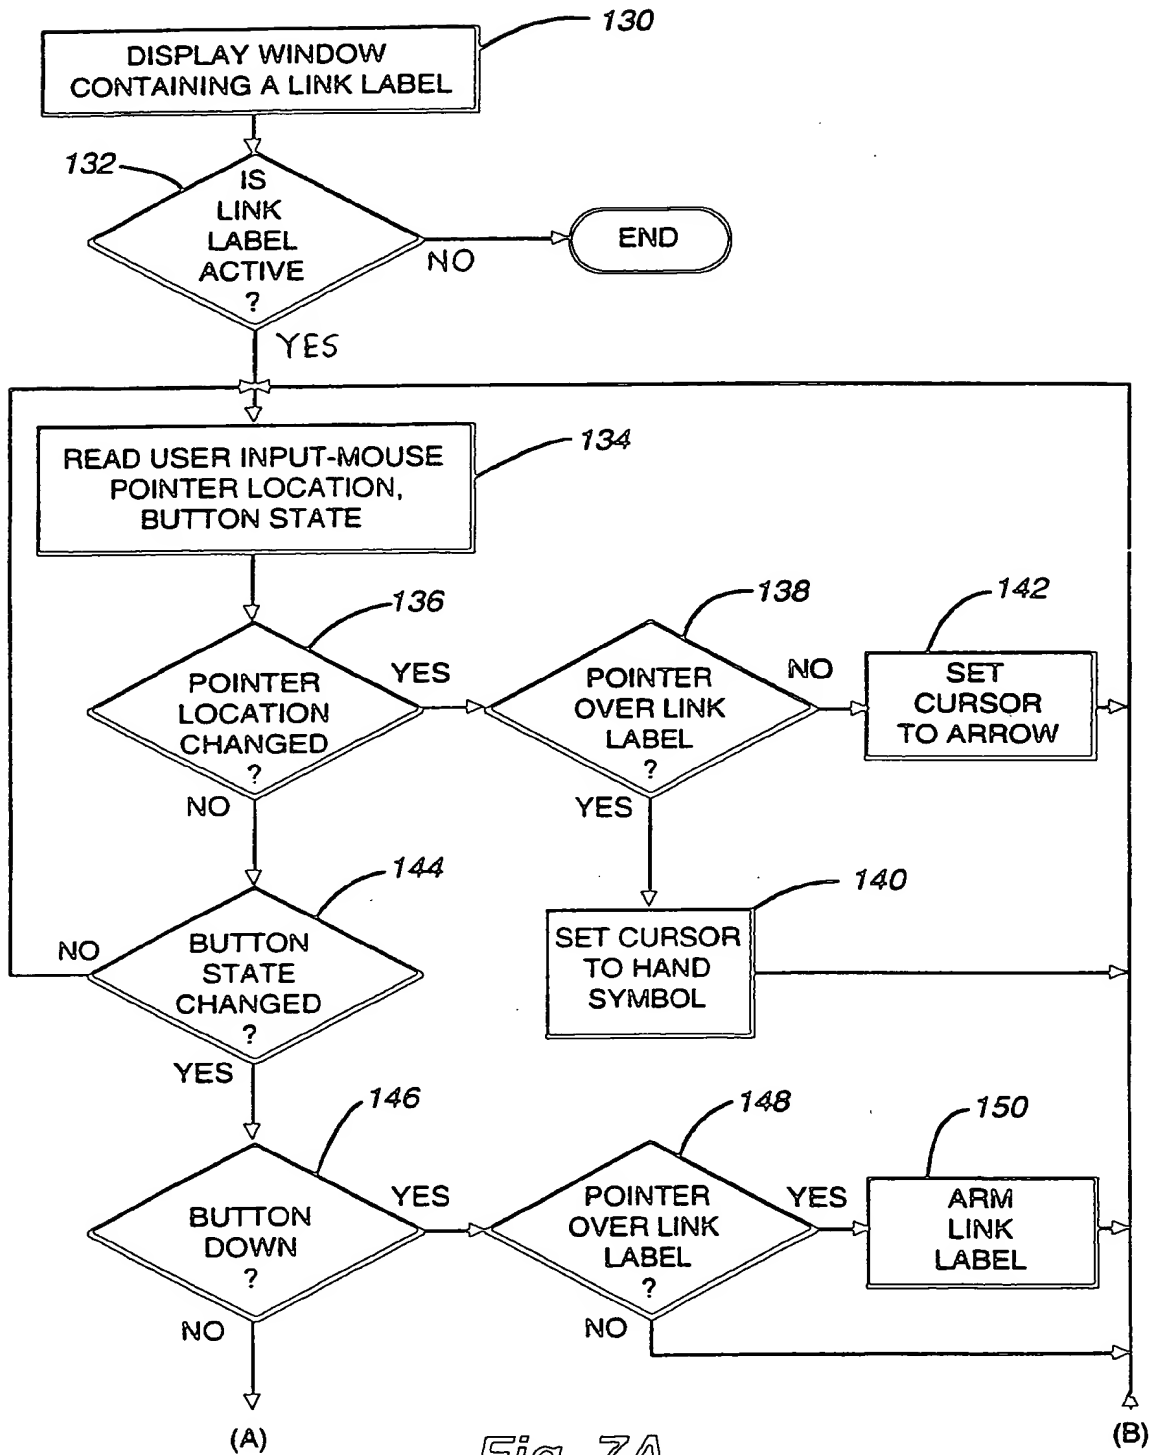 130
DISPLAY WINDOW
CONTAINING A LINK LABEL
132
IS
LINK
LABEL
ACTIVE
?
NO
END
YES
134
READ USER INPUT-MOUSE
POINTER LOCATION,
BUTTON STATE
136
POINTER
LOCATION
CHANGED
?
YES
NO
138
POINTER
OVER LINK
LABEL
?
NO
YES
142
SET
CURSOR
TO ARROW
144
BUTTON
STATE
CHANGED
?
NO
YES
140
SET CURSOR
TO HAND
SYMBOL
146
BUTTON
DOWN
?
YES
NO
148
POINTER
OVER LINK
LABEL
?
YES
NO
150
ARM
LINK
LABEL
(A)
Fig. 7A
(B)